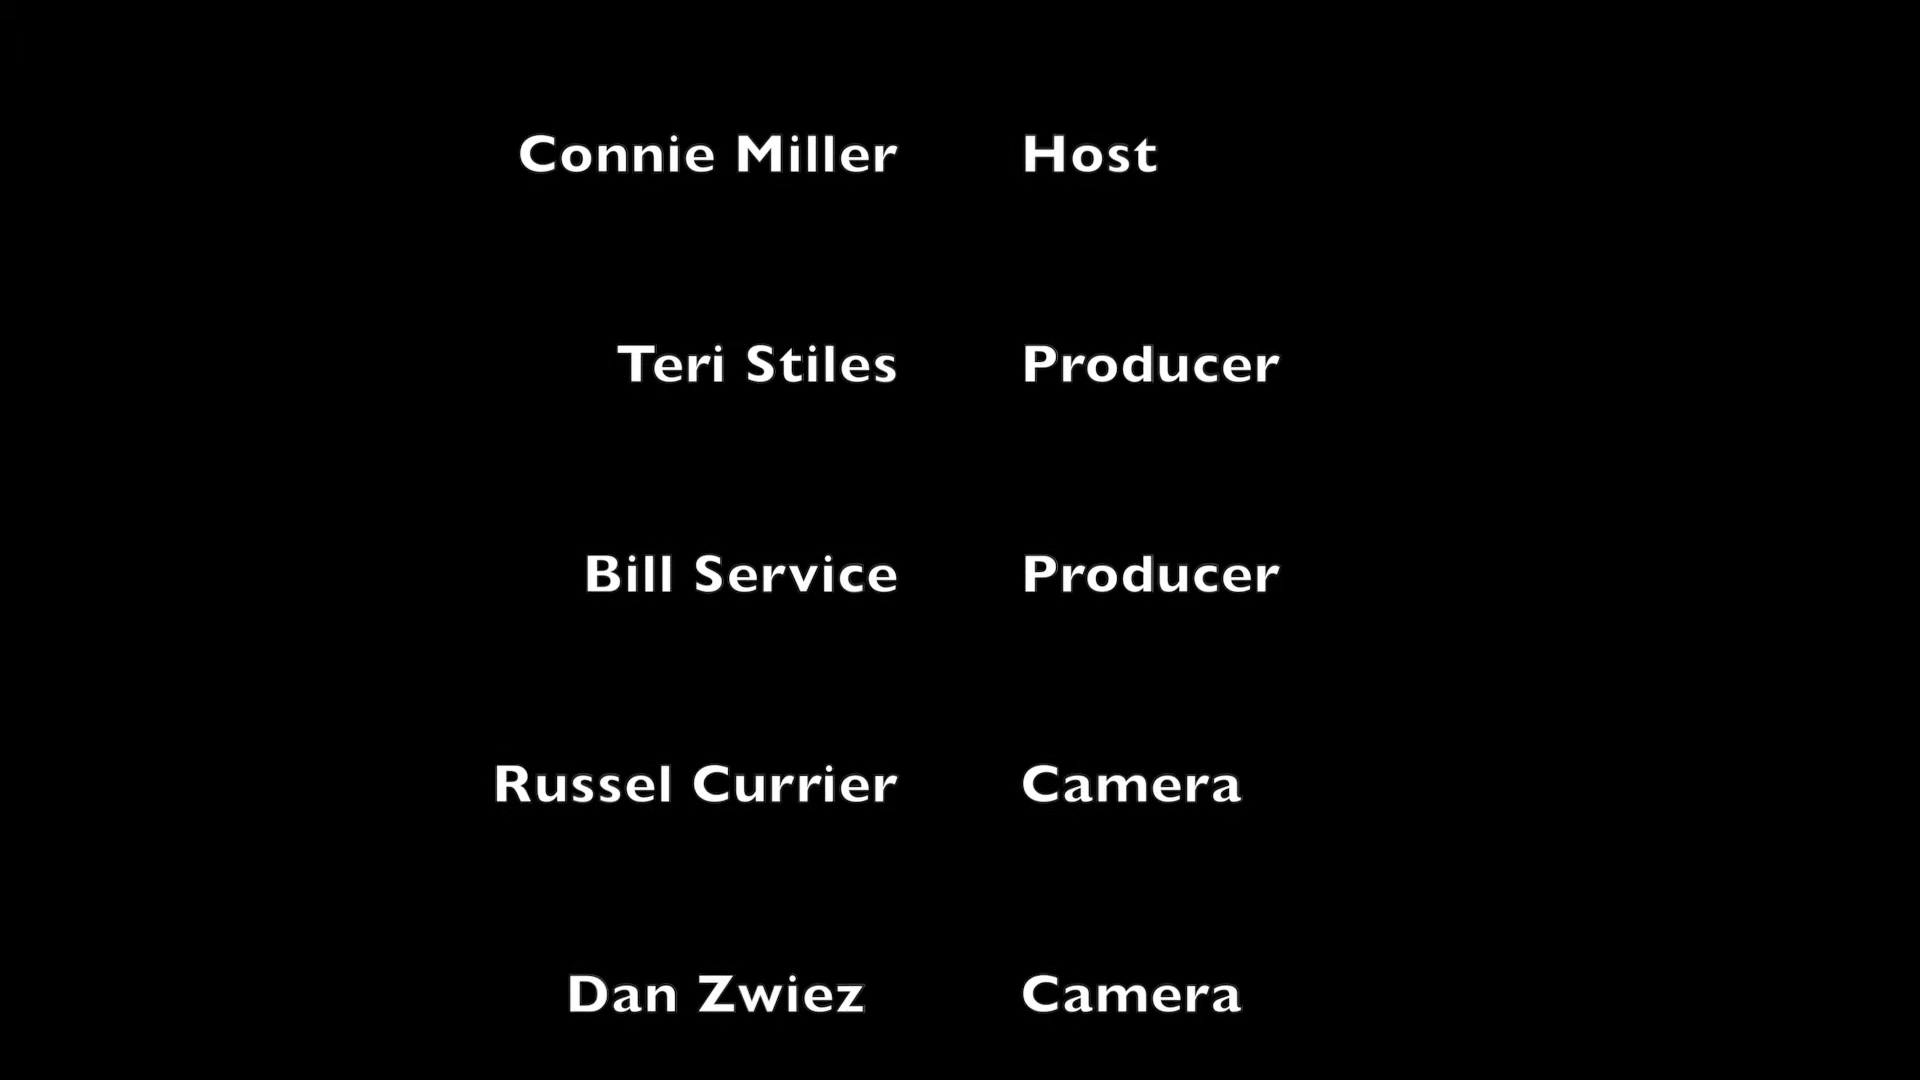 Connie Miller Host
Teri Stiles Producer
Bill Service Producer
Russel Currier Camera
Dan Zwiez Camera